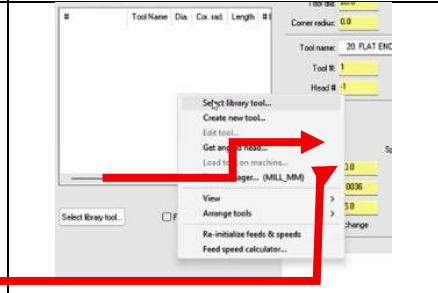 Tool dia: 20.0
# Tool Name Dia. Cor. rad. Length #
Corner radius: 0.0
Tool name: 20. FLAT END
Tool #: 1
Head # -1
Select library tool...
Create new tool...
Edit tool...
Get angled head...
Load tool on machine...
(MILL_MM)
View
Arrange tools
Re-initialize feeds & speeds
Feed speed calculator...
Select library tool...
0.0
0036
5.0
change